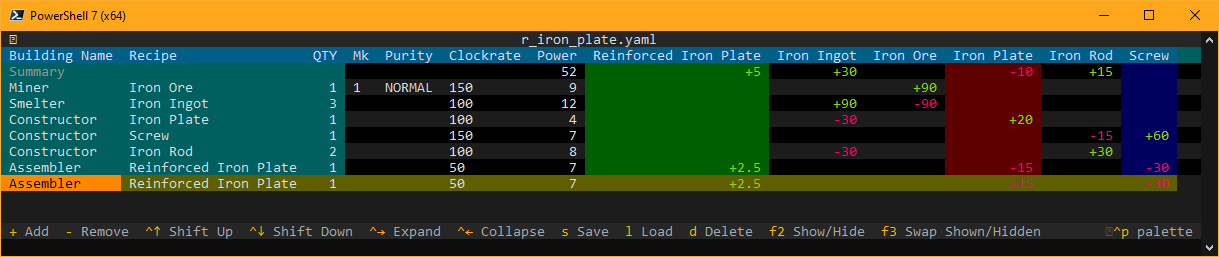 PowerShell 7 (x64)
r_iron_plate.yaml
Building Name Recipe QTY Mk Purity Clockrate Power Reinforced Iron Plate Iron Ingot Iron Ore Iron Plate Iron Rod Screw
Summary 52 +5 +30 -10 +15
Miner Iron Ore 1 1 NORMAL 150 9 +90
Smelter Iron Ingot 3 100 12 +90 -90
Constructor Iron Plate 1 100 4 -30 +20
Constructor Screw 1 150 7 -15 +60
Constructor Iron Rod 2 100 8 -30 +30
Assembler Reinforced Iron Plate 1 50 7 +2.5 -15 -30
Assembler Reinforced Iron Plate 1 50 7 +2.5 -15 -30
+ Add - Remove ^↑ Shift Up ^↓ Shift Down ^→ Expand ^← Collapse s Save l Load d Delete f2 Show/Hide f3 Swap Shown/Hidden ^p palette